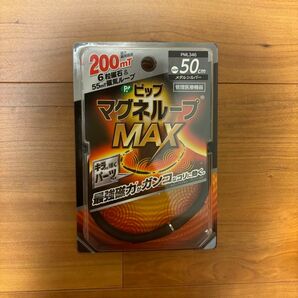 200mT
6粒磁石&
55mT磁気ループ
PML346
50cm
メタルシルバー
管理医療機器
ピップ
マグネループ
MAX
キラッと輝く
パーツ
最強磁力がガンコなコリに効く。